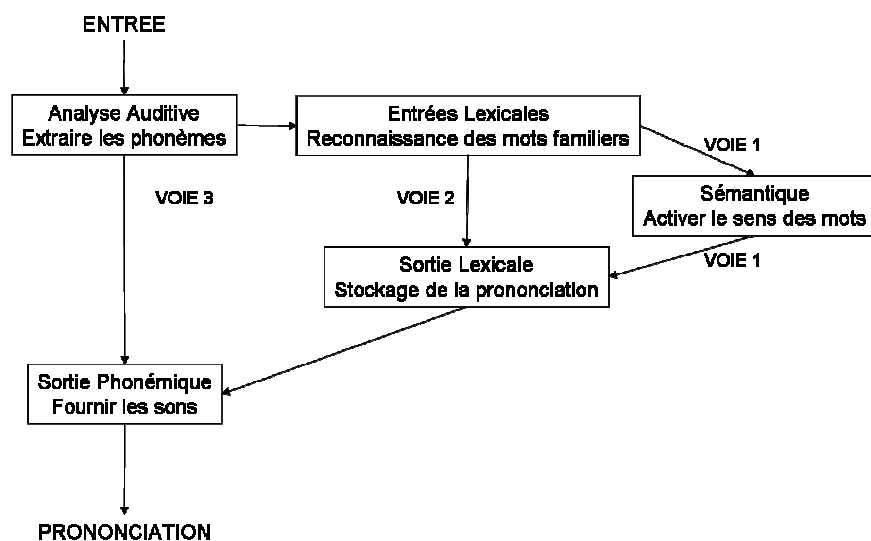 ENTREE
Analyse Auditive
Extraire les phonèmes
Entrées Lexicales
Reconnaissance des mots familiers
VOIE 1
VOIE 3
VOIE 2
Sémantique
Activer le sens des mots
VOIE 1
Sortie Lexicale
Stockage de la prononciation
Sortie Phonémique
Fournir les sons
PRONONCIATION